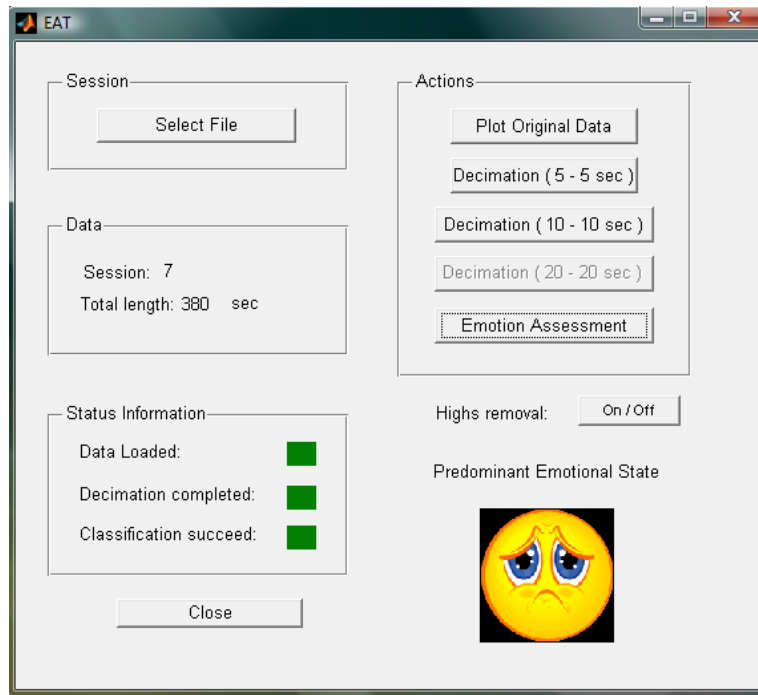 EAT
Session
Select File
Data
Session: 7
Total length: 380 sec
Status Information
Data Loaded:
Decimation completed:
Classification succeed:
Close
Actions
Plot Original Data
Decimation ( 5 - 5 sec )
Decimation ( 10 - 10 sec )
Decimation ( 20 - 20 sec )
Emotion Assessment
Highs removal: On / Off
Predominant Emotional State